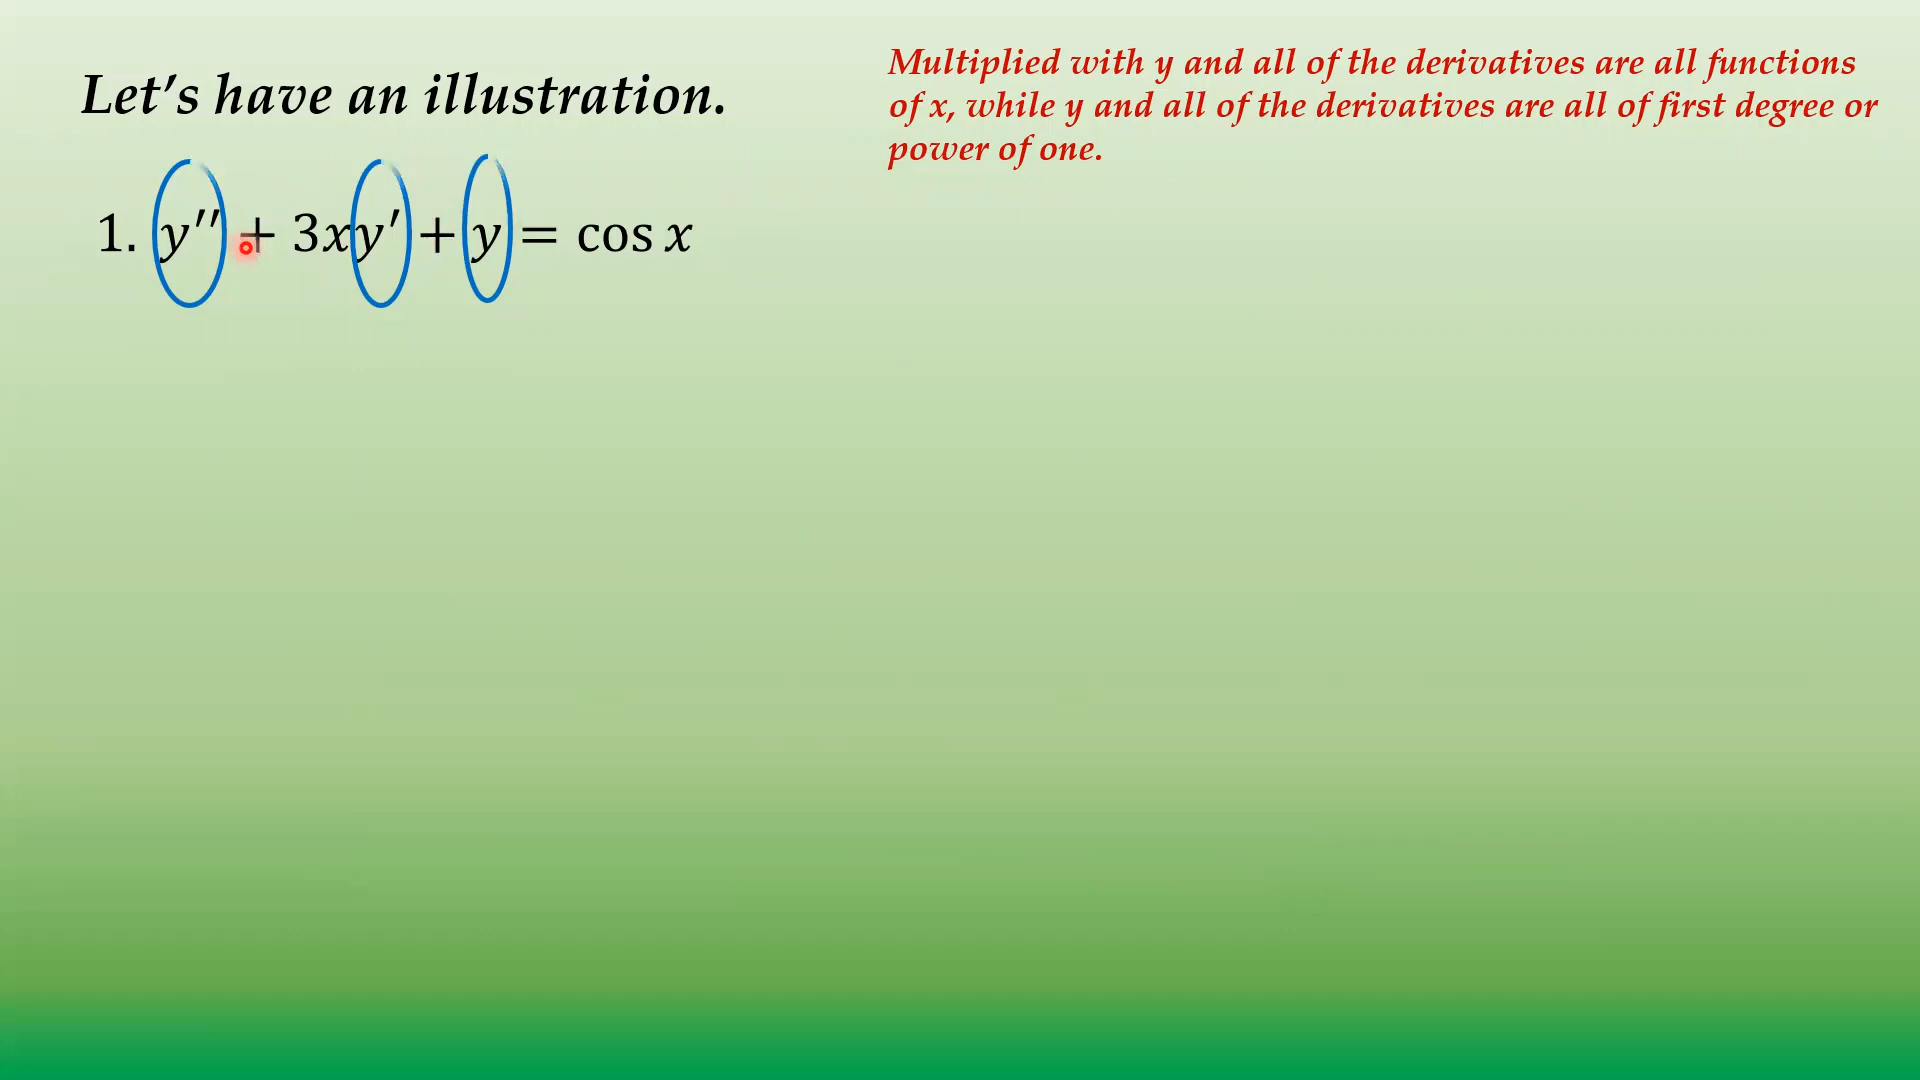 Let's have an illustration.
Multiplied with y and all of the derivatives are all functions
of x, while y and all of the derivatives are all of first degree or
power of one.
1. y′′ + 3xy′ + y = cos x